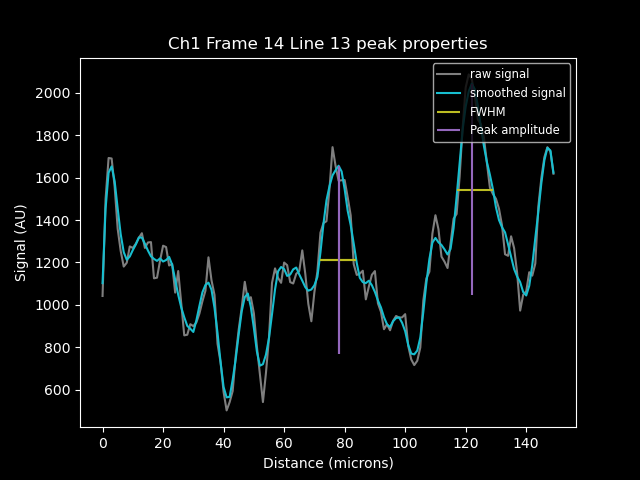 Ch1 Frame 14 Line 13 peak properties
raw signal
smoothed signal
FWHM
Peak amplitude
Signal (AU)
2000
1800
1600
1400
1200
1000
800
600
0 20 40 60 80 100 120 140
Distance (microns)